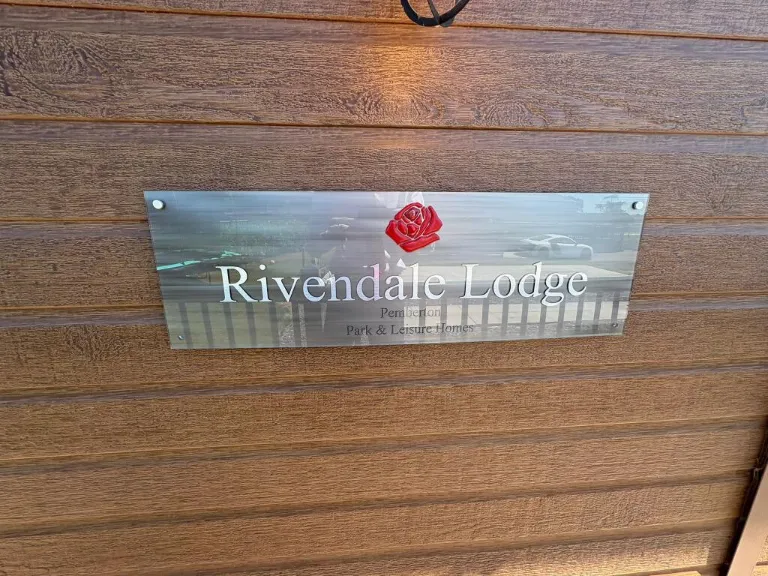 Rivendale Lodge
Pemberton
Park & Leisure Homes